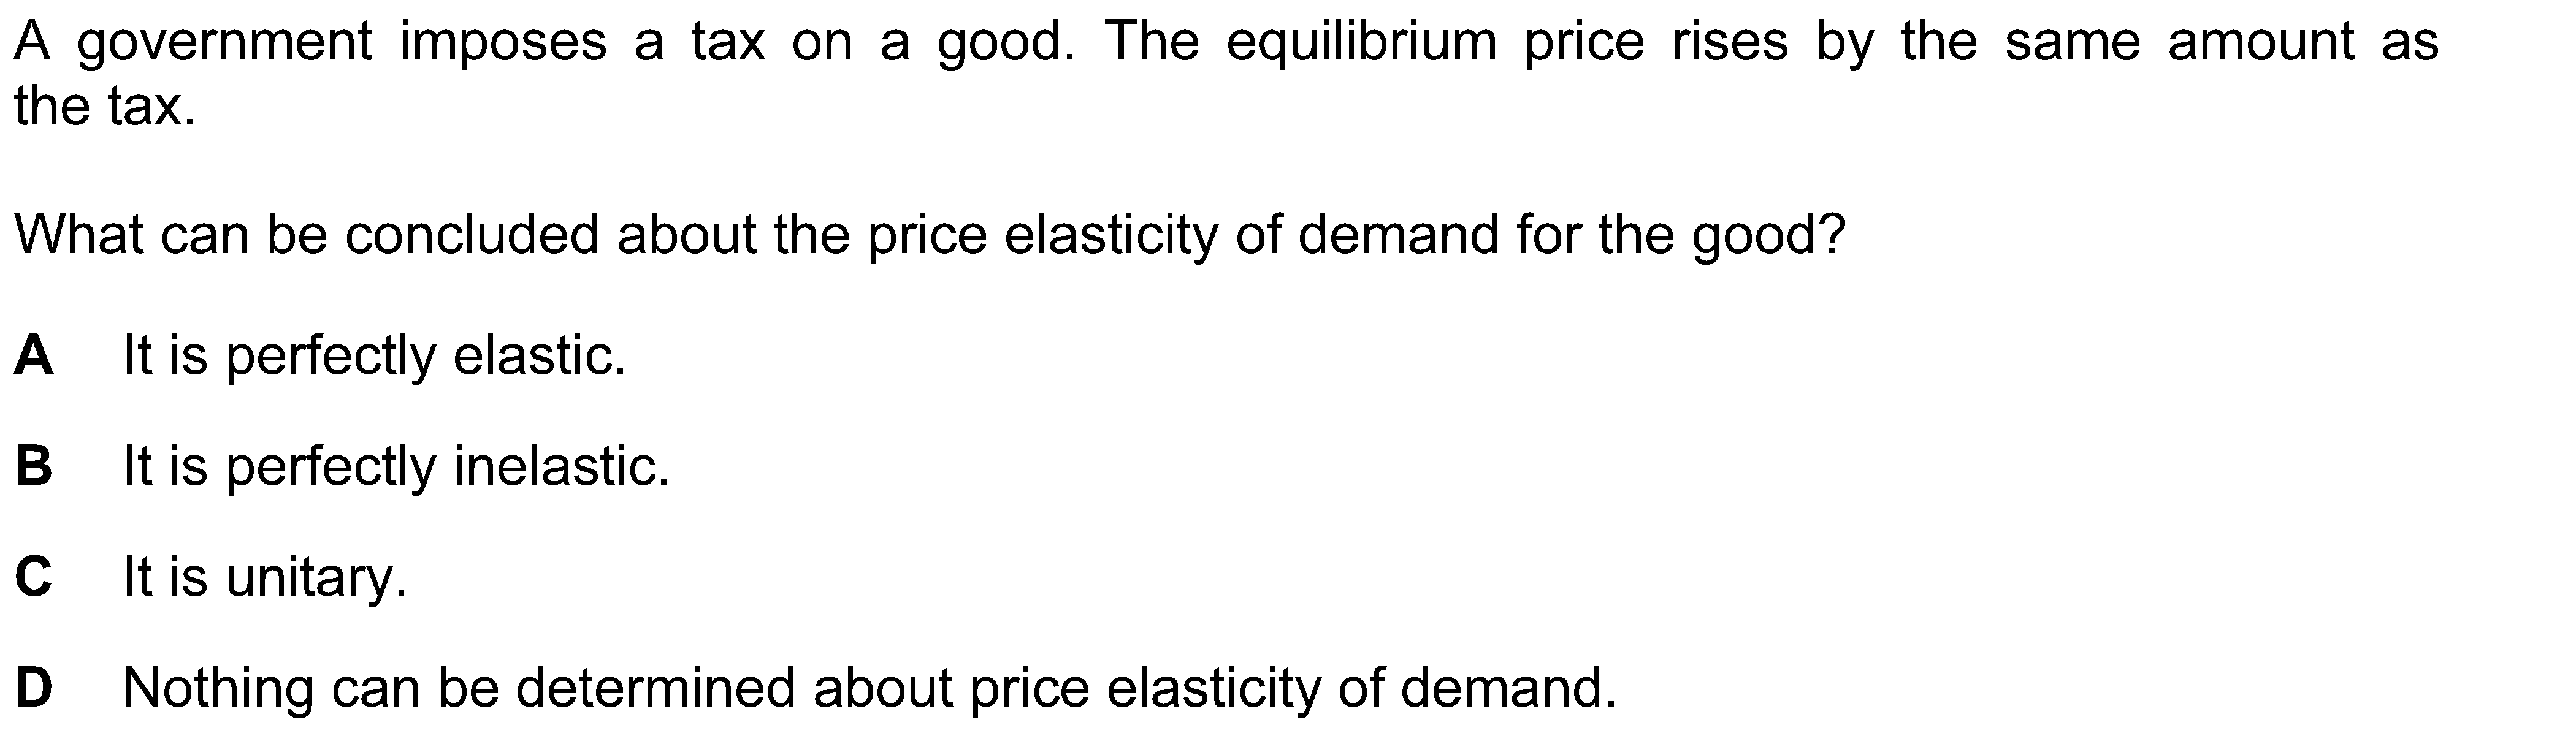 A government imposes a tax on a good. The equilibrium price rises by the same amount as
the tax.
What can be concluded about the price elasticity of demand for the good?
A It is perfectly elastic.
B It is perfectly inelastic.
C It is unitary.
D Nothing can be determined about price elasticity of demand.